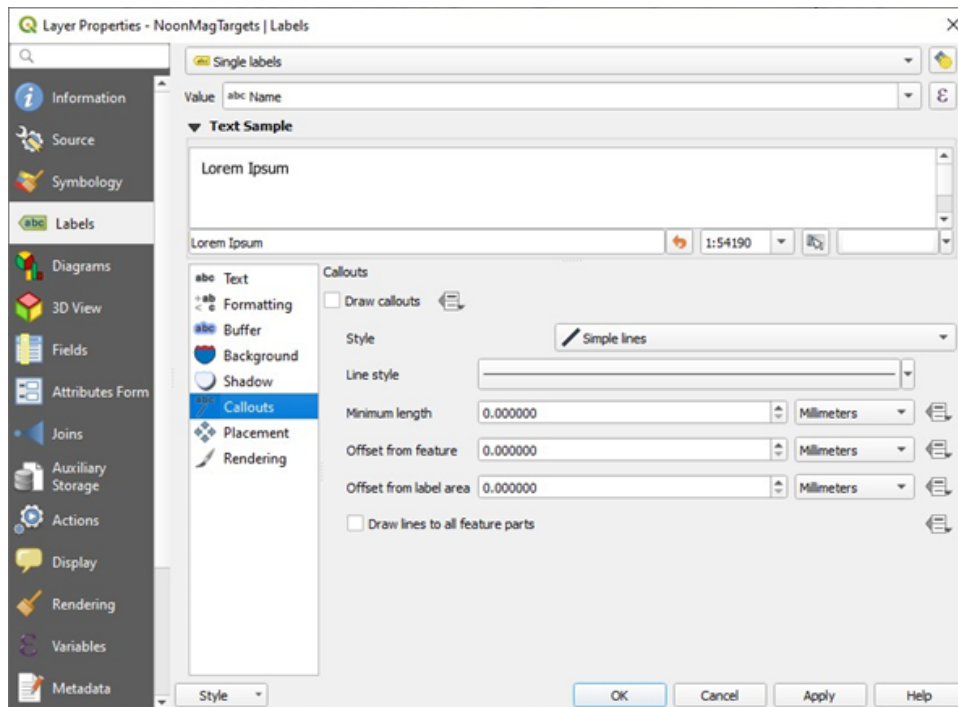 Layer Properties - NoonMagTargets | Labels
Single labels
Value abc Name
Text Sample
Lorem Ipsum
Lorem Ipsum
1:54190
Information
Source
Symbology
abc Labels
Diagrams
3D View
Fields
Attributes Form
Joins
Auxiliary
Storage
Actions
Display
Rendering
Variables
Metadata
abc Text
+ab
< c Formatting
abc Buffer
Background
Shadow
abc Callouts
Placement
Rendering
Callouts
Draw callouts
Style Simple lines
Line style
Minimum length 0.000000 Millimeters
Offset from feature 0.000000 Millimeters
Offset from label area 0.000000 Millimeters
Draw lines to all feature parts
Style OK Cancel Apply Help